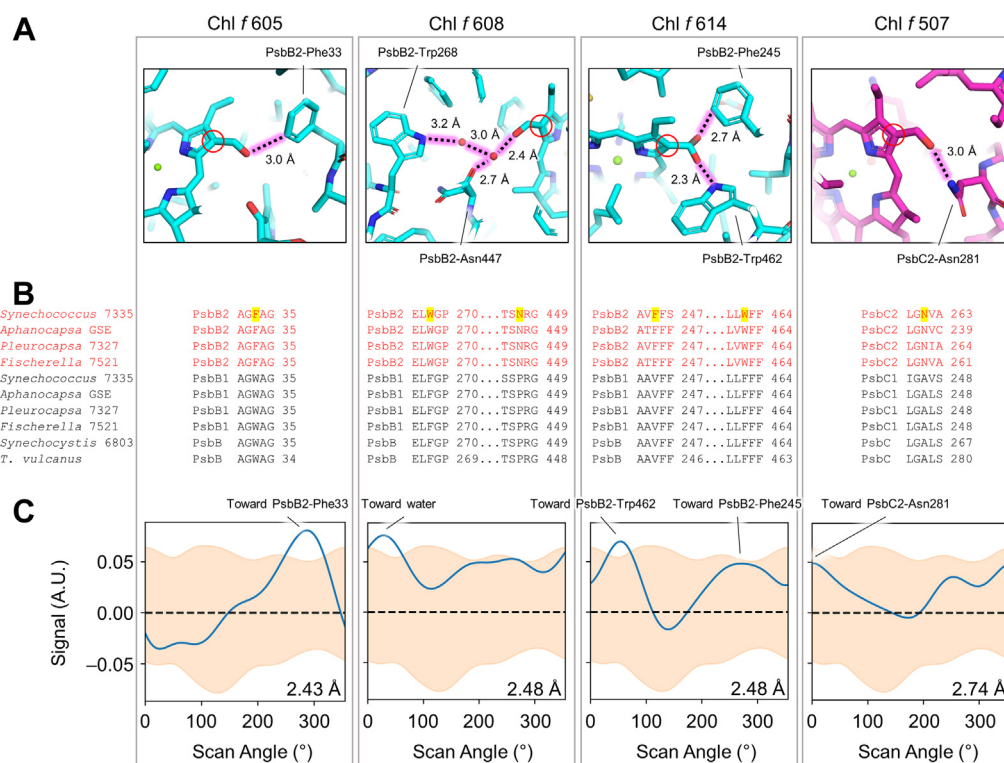 A
Chl f 605
Chl f 608
Chl f 614
Chl f 507
PsbB2-Phe33
PsbB2-Trp268
PsbB2-Phe245
3.0 Å
3.2 Å
3.0 Å
2.4 Å
2.7 Å
2.7 Å
2.3 Å
3.0 Å
PsbB2-Asn447
PsbB2-Trp462
PsbC2-Asn281
B
Synechococcus 7335 PsbB2 AGFAG 35 PsbB2 ELWGP 270...TSNRG 449 PsbB2 AVFFS 247...LLWFF 464 PsbC2 LGNVA 263
Aphanocapsa GSE PsbB2 AGFAG 35 PsbB2 ELWGP 270...TSNRG 449 PsbB2 ATFFF 247...LVWFF 464 PsbC2 LGNVC 239
Pleurocapsa 7327 PsbB2 AGFAG 35 PsbB2 ELWGP 270...TSNRG 449 PsbB2 AVFFF 247...LVWFF 464 PsbC2 LGNIA 264
Fischerella 7521 PsbB2 AGFAG 35 PsbB2 ELWGP 270...TSNRG 449 PsbB2 ATFFF 247...LVWFF 464 PsbC2 LGNVA 261
Synechococcus 7335 PsbB1 AGWAG 35 PsbB1 ELFGP 270...SSPRG 449 PsbB1 AAVFF 247...LLFFF 464 PsbC1 IGAVS 248
Aphanocapsa GSE PsbB1 AGWAG 35 PsbB1 ELFGP 270...TSPRG 449 PsbB1 AAVFF 247...LLFFF 464 PsbC1 LGALS 248
Pleurocapsa 7327 PsbB1 AGWAG 35 PsbB1 ELFGP 270...TSPRG 449 PsbB1 AAVFF 247...LLFFF 464 PsbC1 LGALS 248
Fischerella 7521 PsbB1 AGWAG 35 PsbB1 ELFGP 270...TSPRG 449 PsbB1 AAVFF 247...LLFFF 464 PsbC1 LGALS 248
Synechocystis 6803 PsbB AGWAG 35 PsbB ELFGP 270...TSPRG 449 PsbB AAVFF 247...LLFFF 464 PsbC LGALS 267
T. vulcanus PsbB AGWAG 34 PsbB ELFGP 269...TSPRG 448 PsbB AAVFF 246...LLFFF 463 PsbC LGALS 280
C
Toward PsbB2-Phe33
Toward water
Toward PsbB2-Trp462
Toward PsbB2-Phe245
Toward PsbC2-Asn281
Signal (A.U.)
0.05
0.00
−0.05
2.43 Å
2.48 Å
2.48 Å
2.74 Å
0 100 200 300
0 100 200 300
0 100 200 300
0 100 200 300
Scan Angle (°)
Scan Angle (°)
Scan Angle (°)
Scan Angle (°)